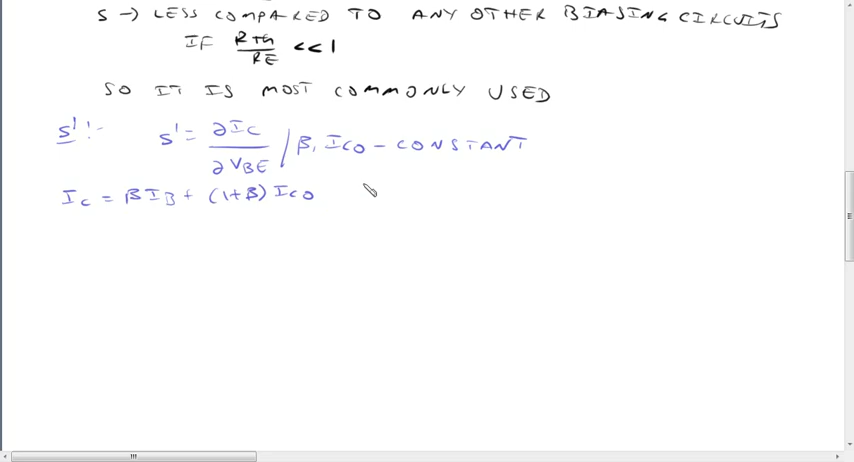 S → LESS COMPARED TO ANY OTHER BIASING CIRCUITS
IF RTH/RE << 1
SO IT IS MOST COMMONLY USED
S' :- S' = ∂IC/∂VBE / β, ICO - CONSTANT
IC = βIB + (1+β) ICO